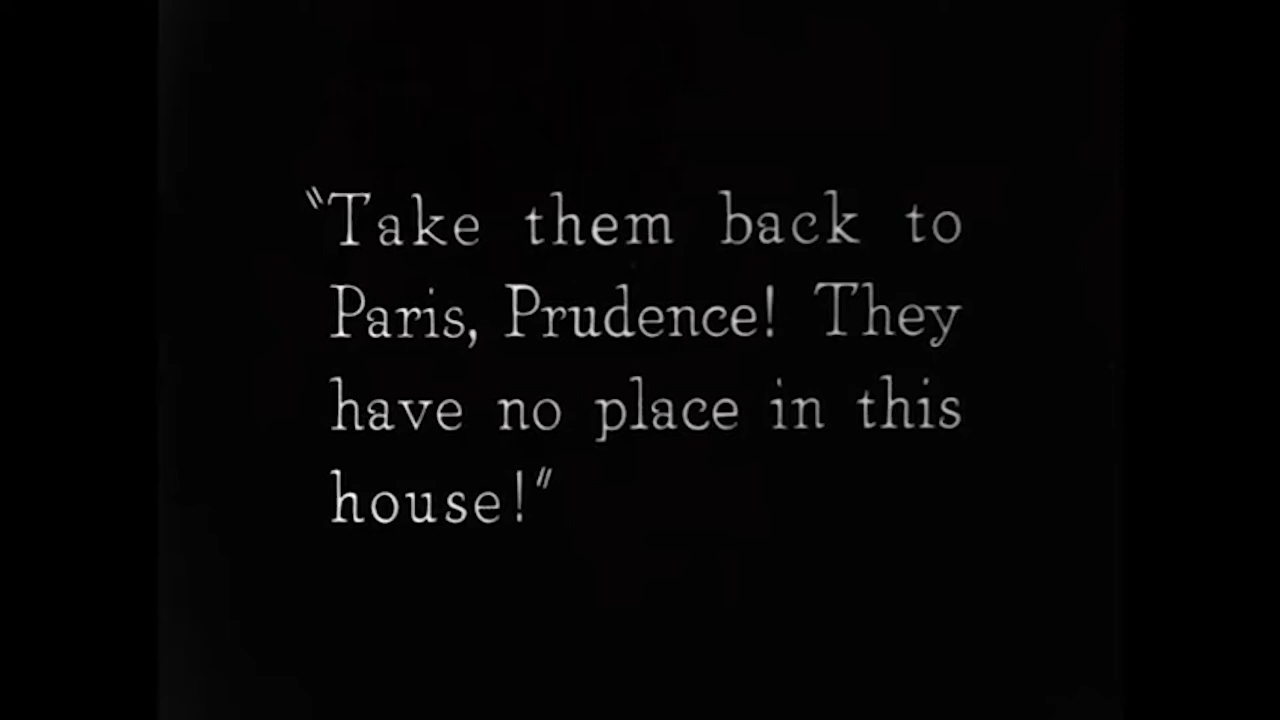 "Take them back to
Paris, Prudence! They
have no place in this
house!"